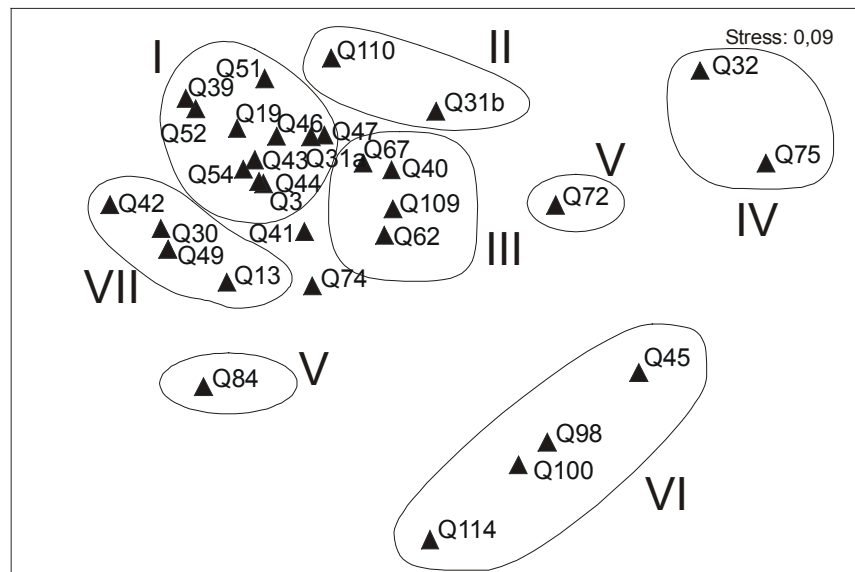 Stress: 0,09
I
II
Q110
Q32
Q51
Q39
Q31b
Q19
Q46
Q47
Q52
Q31a
Q67
Q75
Q43
Q40
Q54
Q44
V
Q3
Q42
Q72
Q109
IV
Q30
Q41
Q62
III
Q49
VII
Q13
Q74
V
Q84
Q45
Q98
Q100
VI
Q114